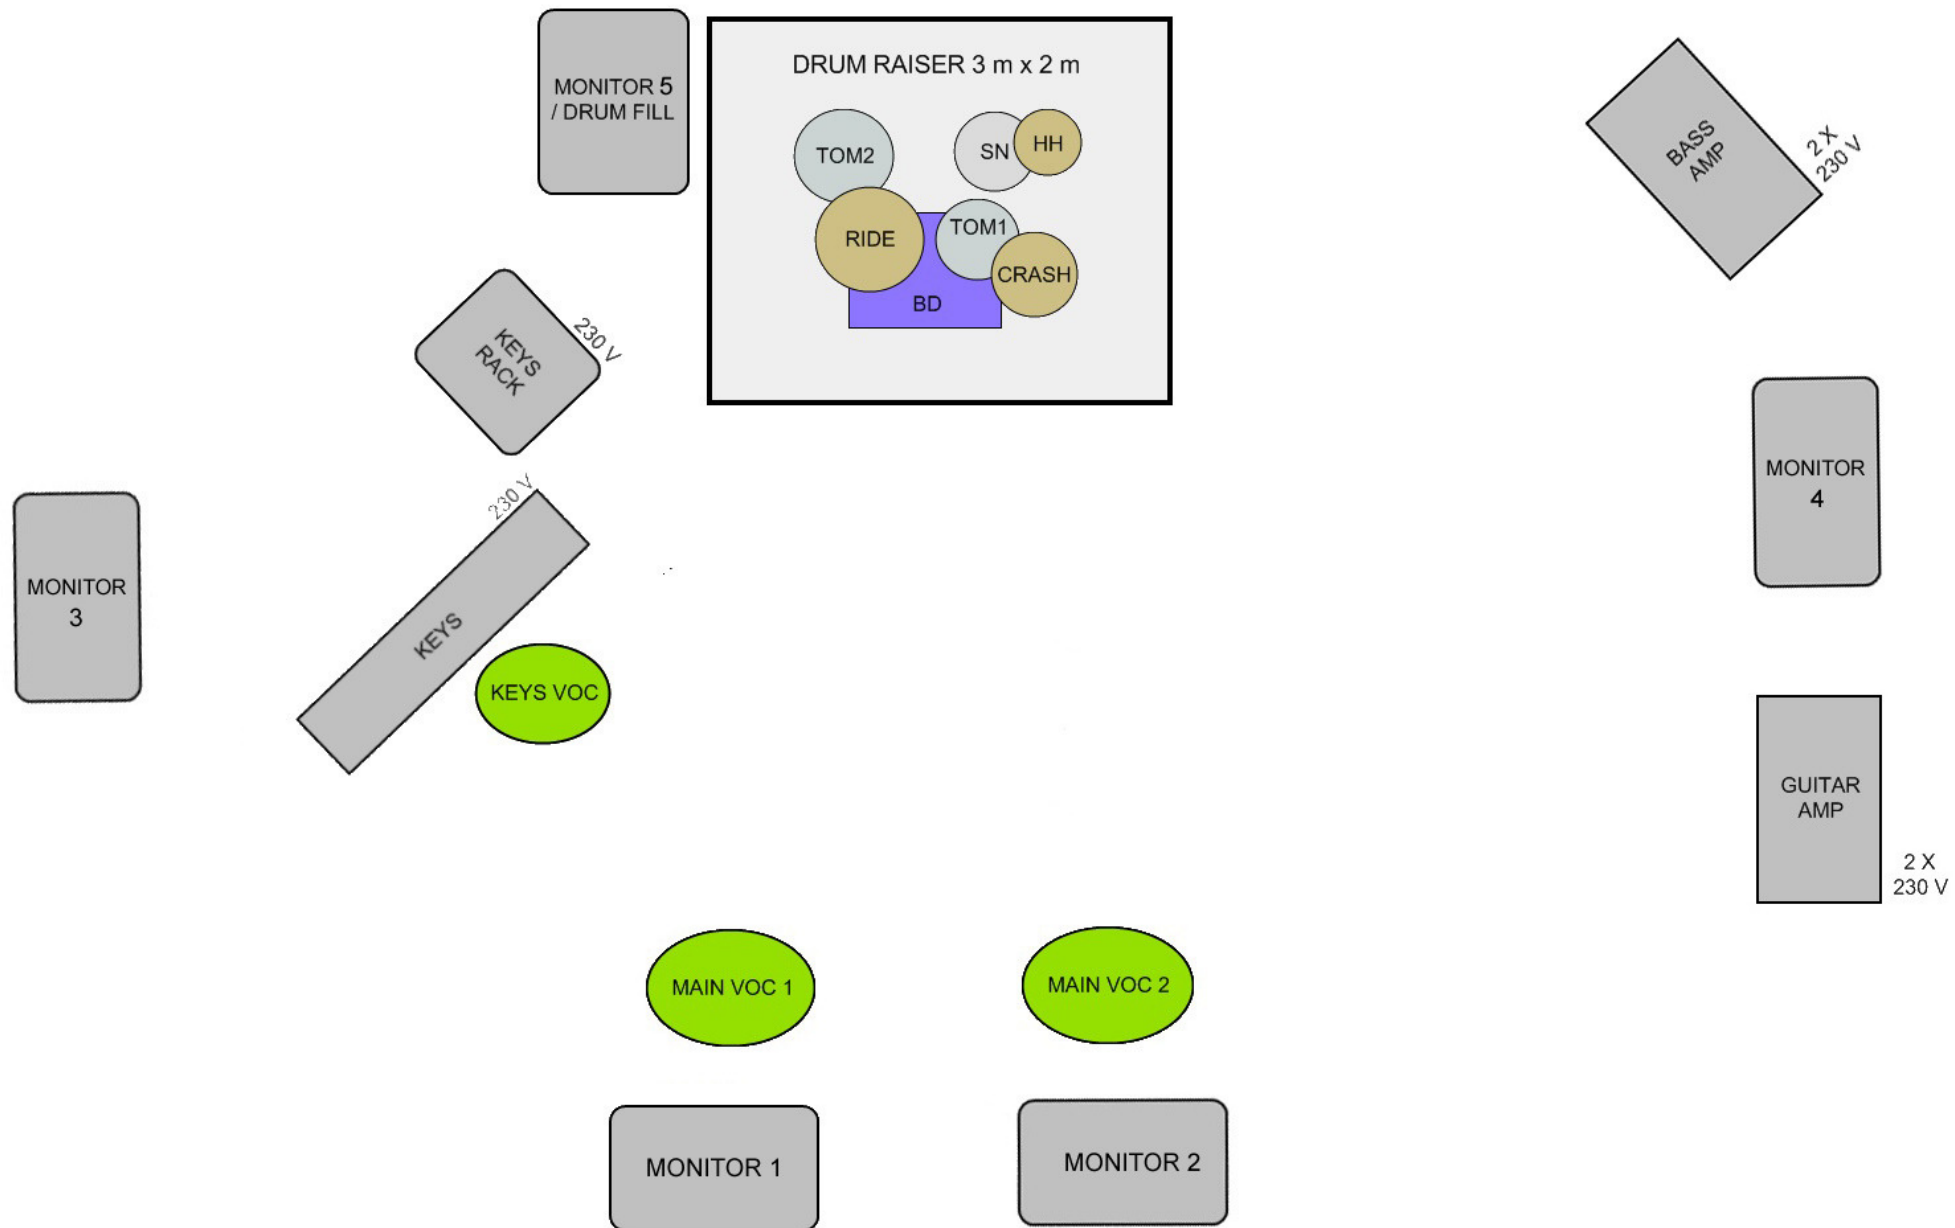 MONITOR 5
/ DRUM FILL
DRUM RAISER 3 m x 2 m
TOM2
SN
HH
RIDE
TOM1
CRASH
BD
BASS
AMP
2 X
230 V
KEYS
RACK
230 V
MONITOR
4
230 V
KEYS
MONITOR
3
KEYS VOC
GUITAR
AMP
2 X
230 V
MAIN VOC 1
MAIN VOC 2
MONITOR 1
MONITOR 2